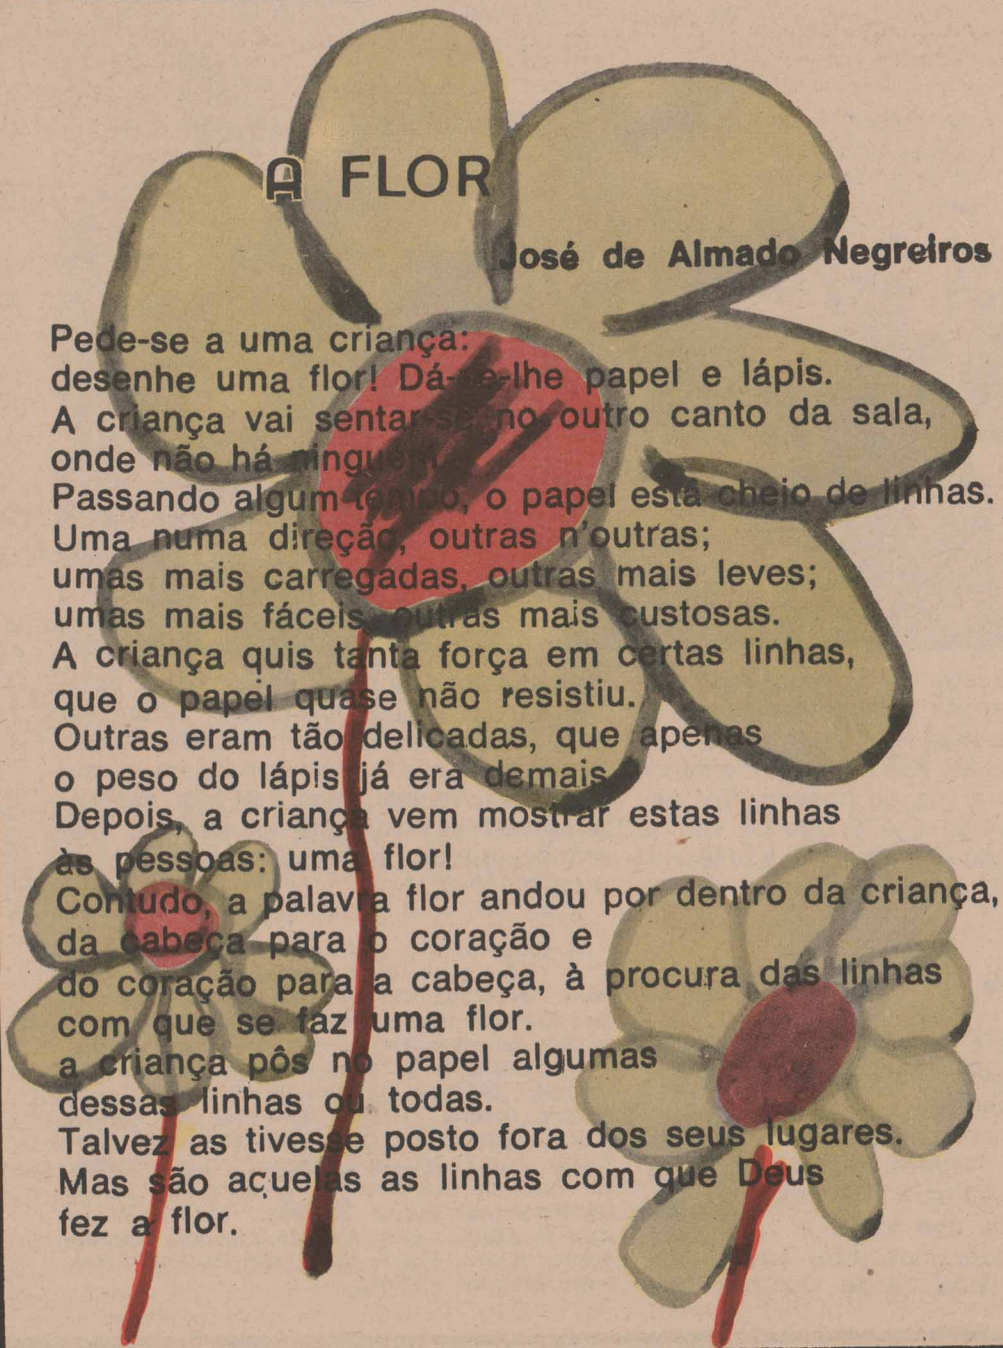 A FLOR
José de Almado Negreiros
Pede-se a uma criança:
desenhe uma flor! Dá-se-lhe papel e lápis.
A criança vai sentar-se no outro canto da sala,
onde não há ninguém.
Passando algum tempo, o papel está cheio de linhas.
Uma numa direção, outras n'outras;
umas mais carregadas, outras mais leves;
umas mais fáceis, outras mais custosas.
A criança quis tanta força em certas linhas,
que o papel quase não resistiu.
Outras eram tão delicadas, que apenas
o peso do lápis já era demais.
Depois, a criança vem mostrar estas linhas
às pessoas: uma flor!
Contudo, a palavra flor andou por dentro da criança,
da cabeça para o coração e
do coração para a cabeça, à procura das linhas
com que se faz uma flor.
a criança pôs no papel algumas
dessas linhas ou todas.
Talvez as tivesse posto fora dos seus lugares.
Mas são aquelas as linhas com que Deus
fez a flor.